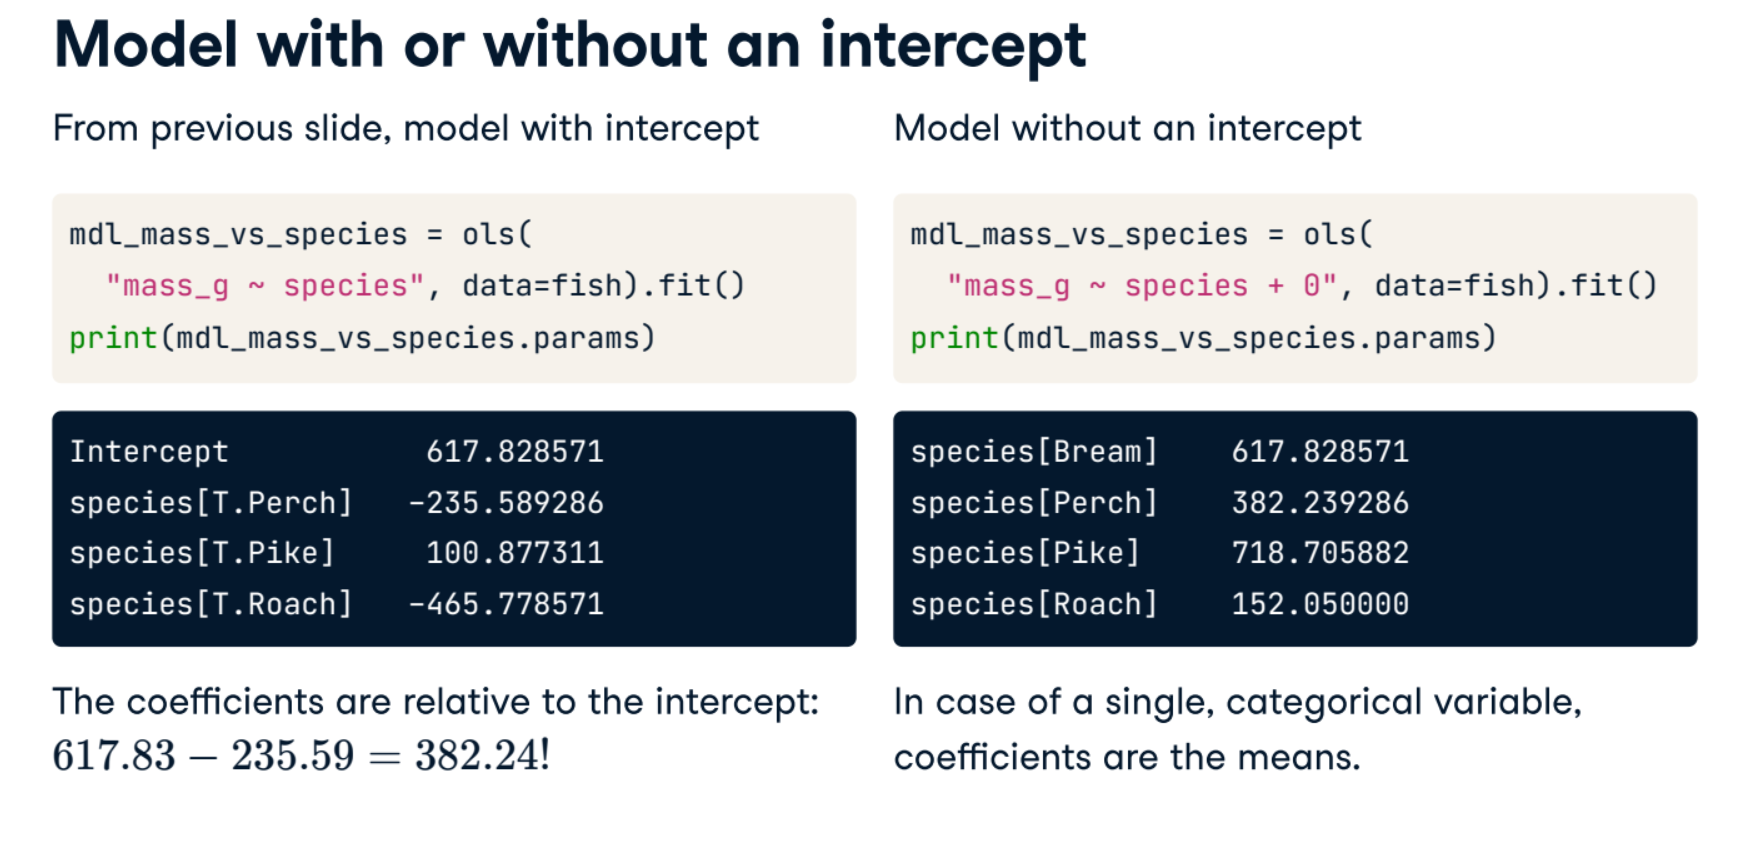 Model with or without an intercept
From previous slide, model with intercept
mdl_mass_vs_species = ols(
  "mass_g ~ species", data=fish).fit()
print(mdl_mass_vs_species.params)
Intercept           617.828571
species[T.Perch]   -235.589286
species[T.Pike]     100.877311
species[T.Roach]   -465.778571
The coefficients are relative to the intercept:
617.83 − 235.59 = 382.24!
Model without an intercept
mdl_mass_vs_species = ols(
  "mass_g ~ species + 0", data=fish).fit()
print(mdl_mass_vs_species.params)
species[Bream]    617.828571
species[Perch]    382.239286
species[Pike]     718.705882
species[Roach]    152.050000
In case of a single, categorical variable,
coefficients are the means.